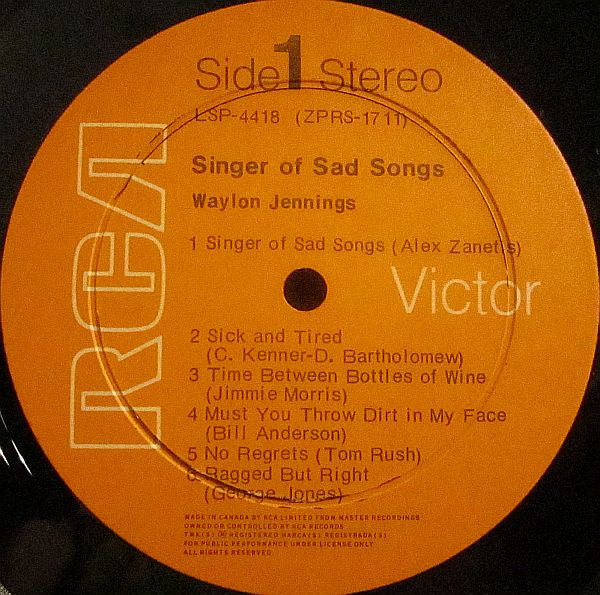 Side 1 Stereo
LSP-4418 (ZPRS-1711)
Singer of Sad Songs
Waylon Jennings
1 Singer of Sad Songs (Alex Zanetis)
RCA
Victor
2 Sick and Tired
(C. Kenner-D. Bartholomew)
3 Time Between Bottles of Wine
(Jimmie Morris)
4 Must You Throw Dirt in My Face
(Bill Anderson)
5 No Regrets (Tom Rush)
6 Ragged But Right
(George Jones)
MADE IN CANADA BY RCA LIMITED FROM MASTER RECORDINGS
OWNED OR CONTROLLED BY RCA RECORDS
TMK(S) ® REGISTERED MARCA(S) REGISTRADA(S)
FOR PUBLIC PERFORMANCE UNDER LICENSE ONLY
ALL RIGHTS RESERVED